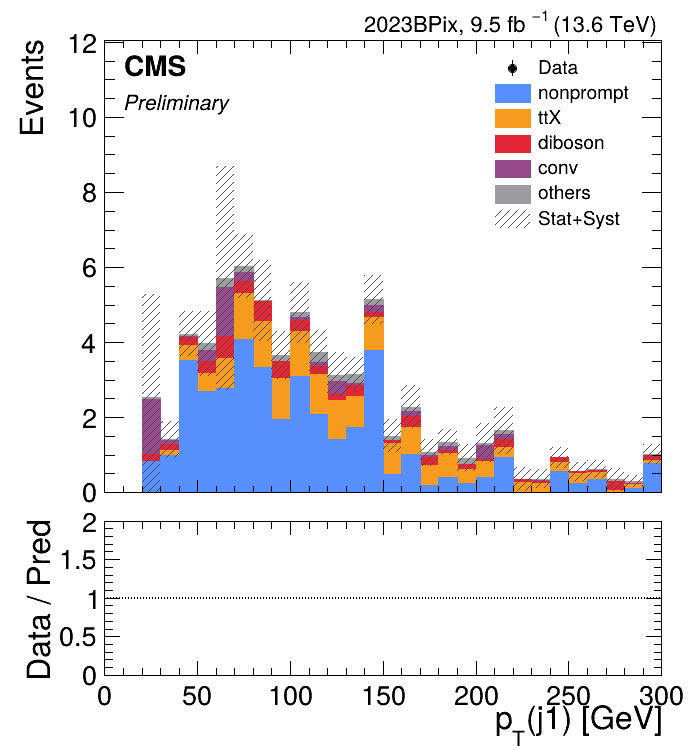 2023BPix, 9.5 fb⁻¹ (13.6 TeV)
Events
12
10
8
6
4
2
0
CMS
Preliminary
Data
nonprompt
ttX
diboson
conv
others
Stat+Syst
Data / Pred
2
1.5
1
0.5
0
0 50 100 150 200 250 300
p_T(j1) [GeV]